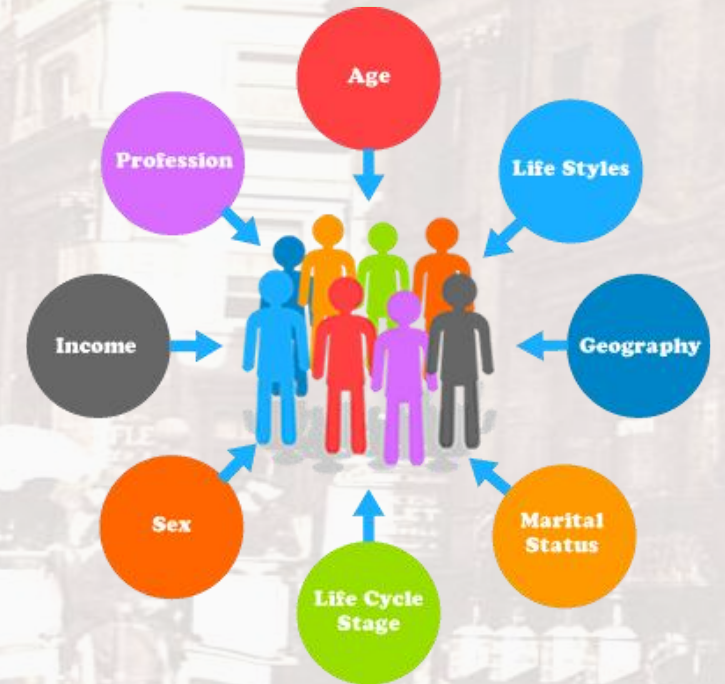 Age
Profession
Life Styles
Income
Geography
Sex
Marital
Status
Life Cycle
Stage